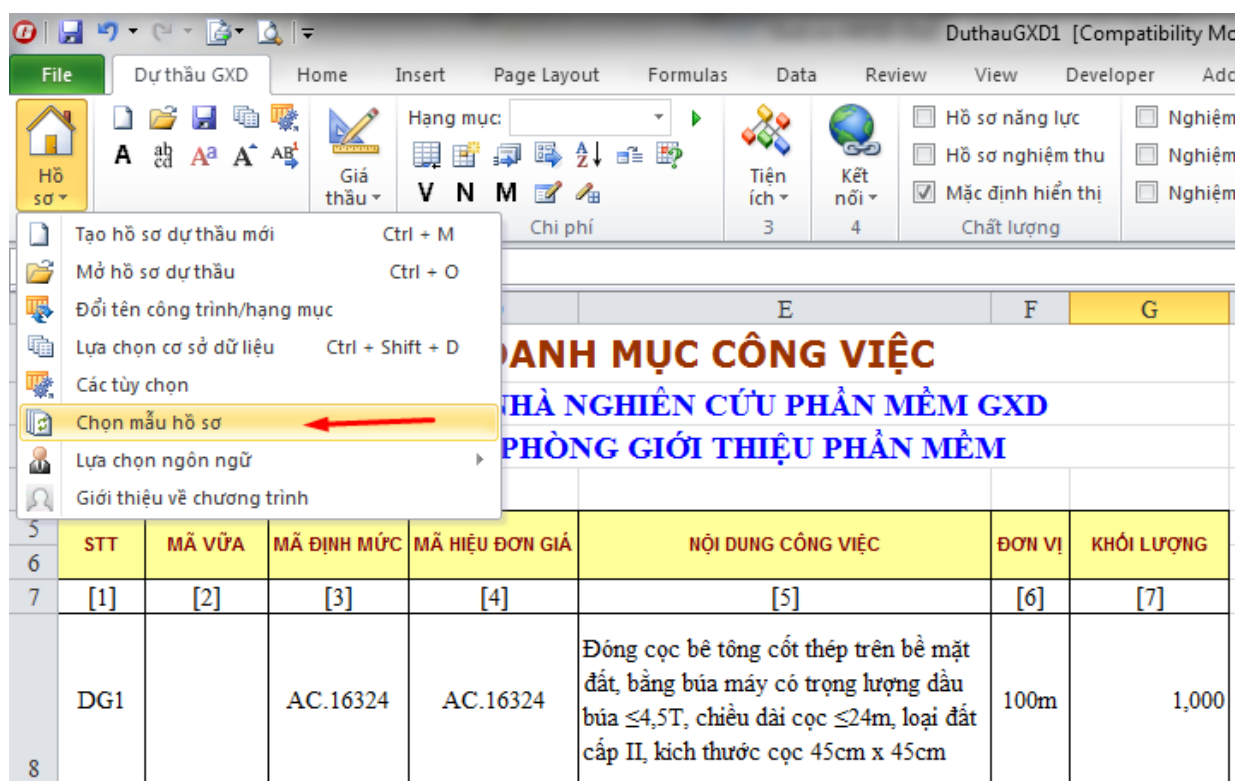 DuthauGXD1 [Compatibility Mo
File Dự thầu GXD Home Insert Page Layout Formulas Data Review View Developer Add
Hạng mục:
Hồ sơ năng lực
Nghiệm
Hồ sơ nghiệm thu
Nghiệm
Mặc định hiển thị
Nghiệm
Hồ
sơ
Giá
thầu
V N M
Tiện
ích
Kết
nối
Chi phí
3
4
Chất lượng
Tạo hồ sơ dự thầu mới Ctrl + M
Mở hồ sơ dự thầu Ctrl + O
Đổi tên công trình/hạng mục
Lựa chọn cơ sở dữ liệu Ctrl + Shift + D
Các tùy chọn
Chọn mẫu hồ sơ
Lựa chọn ngôn ngữ
Giới thiệu về chương trình
E F G
ANH MỤC CÔNG VIỆC
NHÀ NGHIÊN CỨU PHẦN MỀM GXD
PHÒNG GIỚI THIỆU PHẦN MỀM
5
6
STT MÃ VỮA MÃ ĐỊNH MỨC MÃ HIỆU ĐƠN GIÁ NỘI DUNG CÔNG VIỆC ĐƠN VỊ KHỐI LƯỢNG
7 [1] [2] [3] [4] [5] [6] [7]
8
DG1 AC.16324 AC.16324
Đóng cọc bê tông cốt thép trên bề mặt
đất, bằng búa máy có trọng lượng dầu
búa ≤4,5T, chiều dài cọc ≤24m, loại đất
cấp II, kích thước cọc 45cm x 45cm
100m 1,000